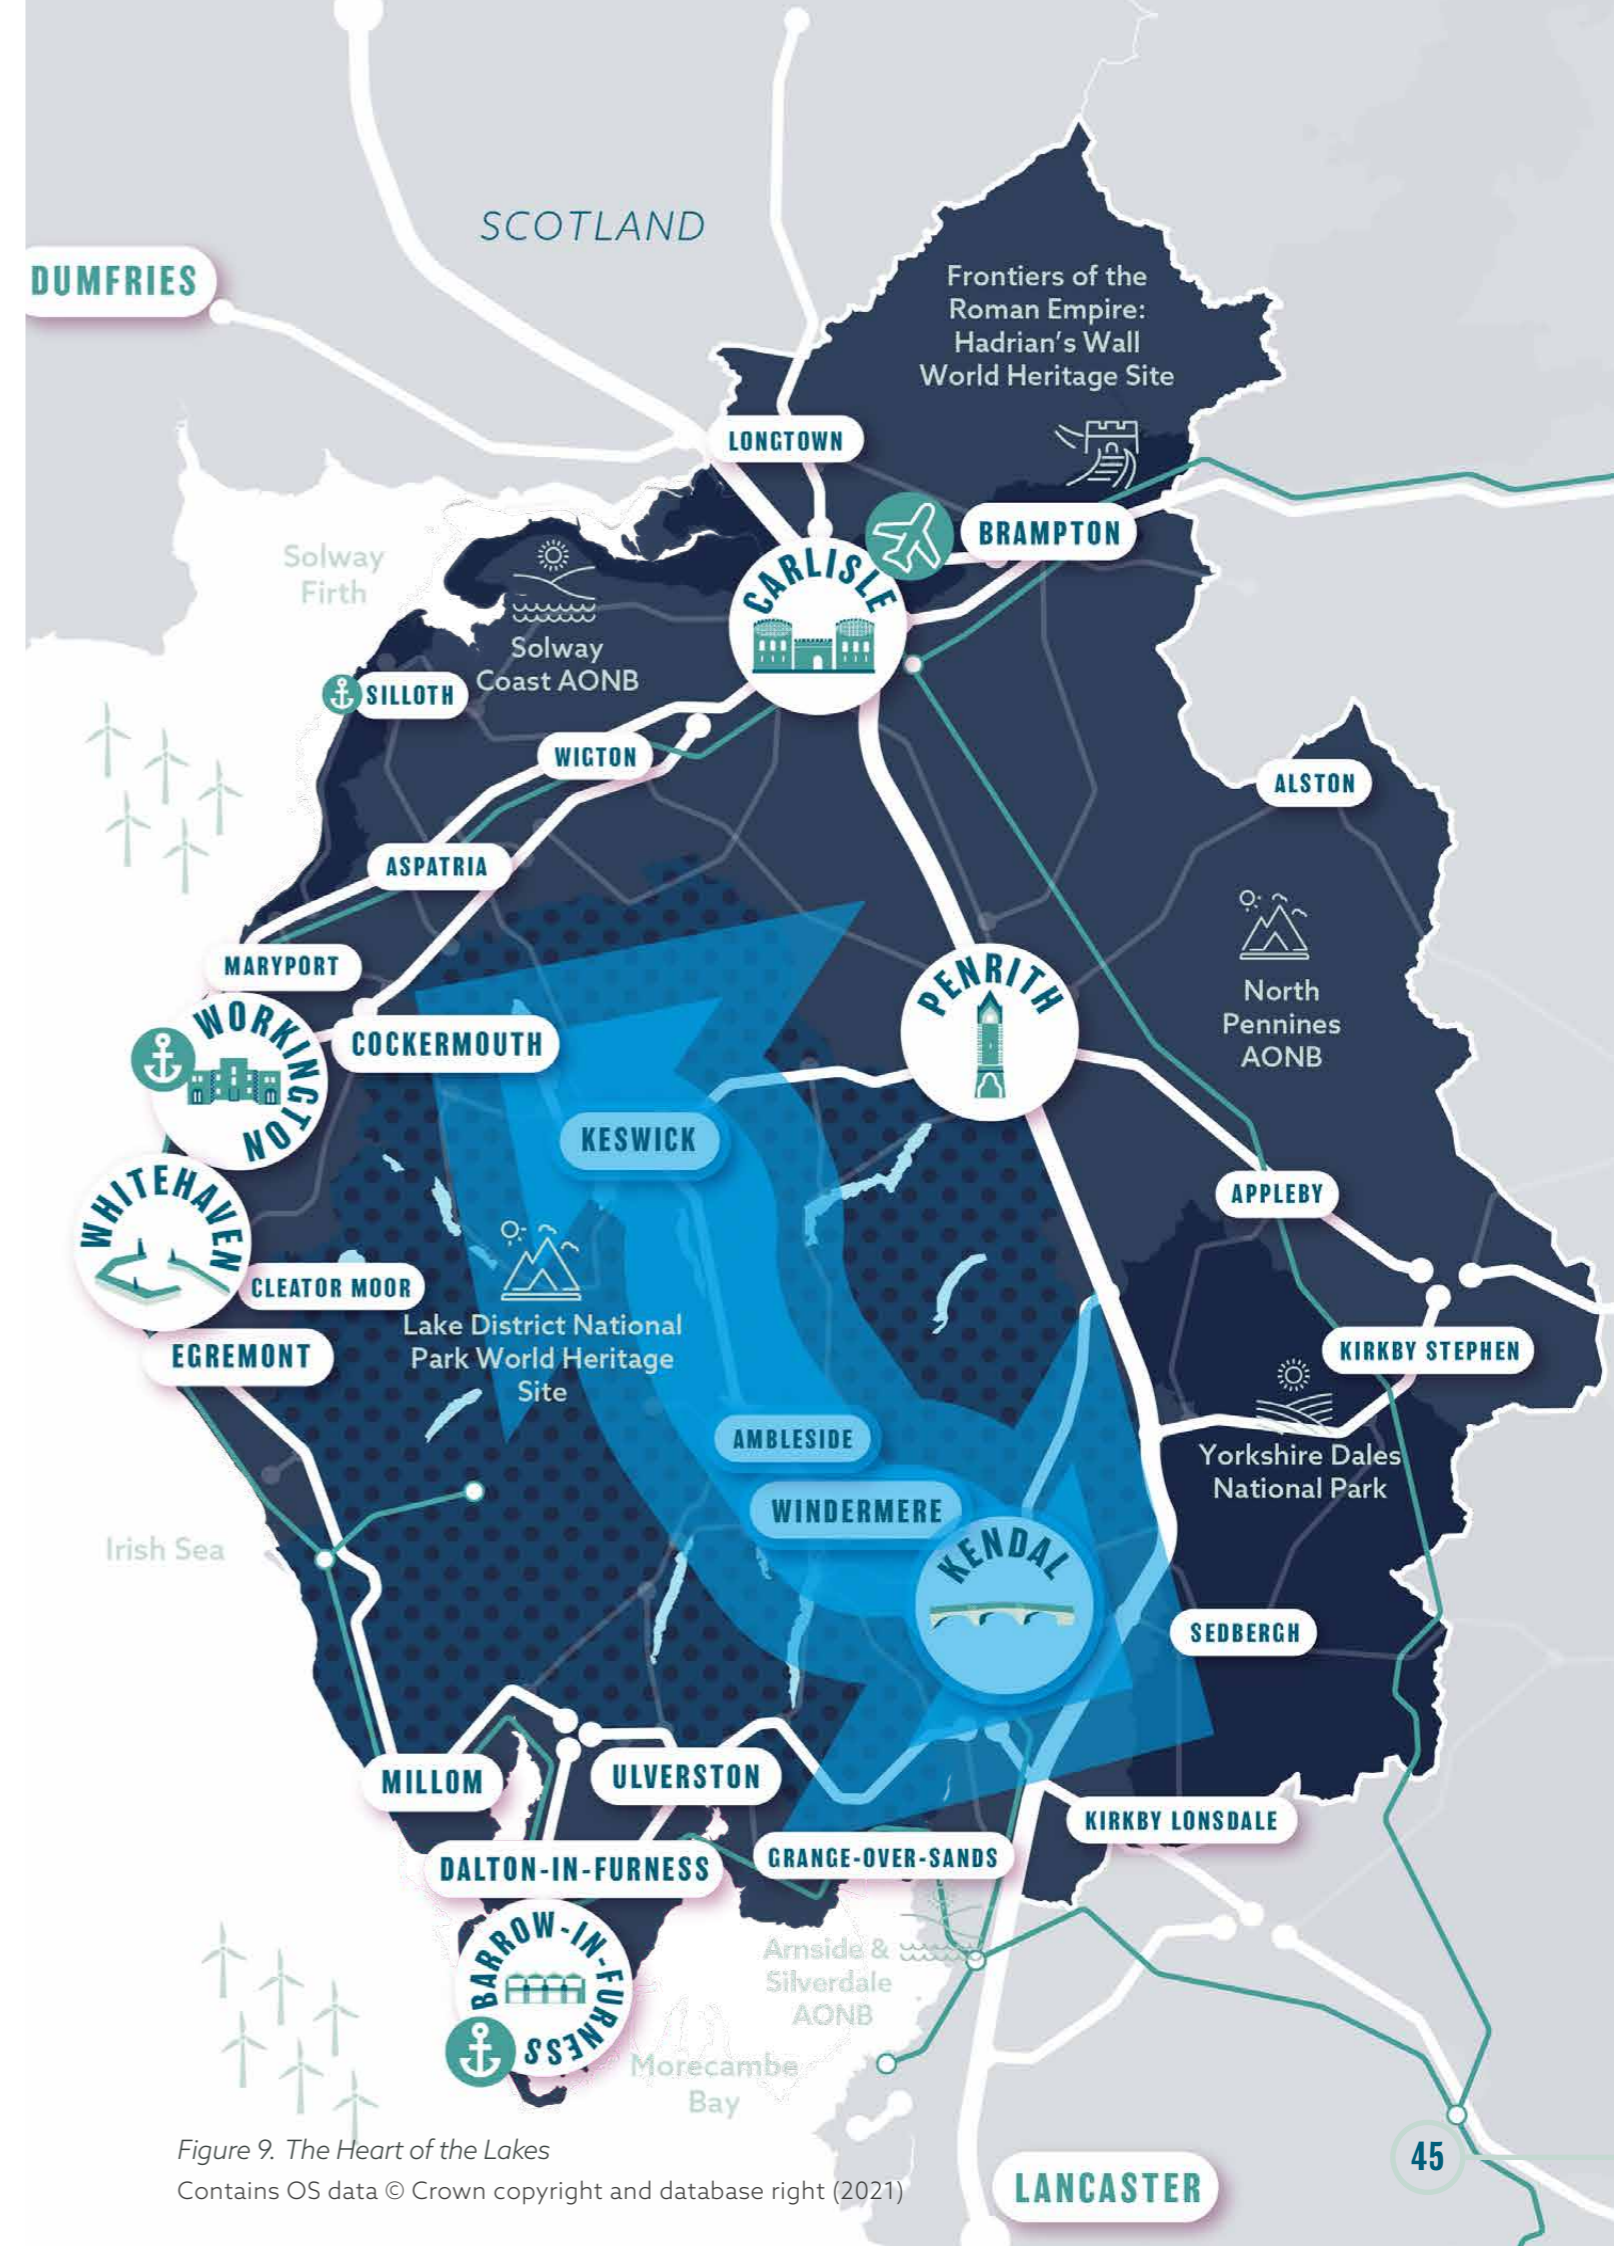 SCOTLAND
DUMFRIES
Frontiers of the
Roman Empire:
Hadrian's Wall
World Heritage Site
LONGTOWN
BRAMPTON
CARLISLE
Solway
Firth
Solway
Coast AONB
SILLOTH
WIGTON
ALSTON
ASPATRIA
MARYPORT
PENRITH
North
Pennines
AONB
WORKINGTON
COCKERMOUTH
KESWICK
WHITEHAVEN
APPLEBY
CLEATOR MOOR
Lake District National
Park World Heritage
Site
EGREMONT
KIRKBY STEPHEN
AMBLESIDE
Yorkshire Dales
National Park
WINDERMERE
KENDAL
Irish Sea
SEDBERGH
MILLOM
ULVERSTON
KIRKBY LONSDALE
DALTON-IN-FURNESS
GRANGE-OVER-SANDS
BARROW-IN-FURNESS
Arnside &
Silverdale
AONB
Morecambe
Bay
Figure 9. The Heart of the Lakes
Contains OS data © Crown copyright and database right (2021)
LANCASTER
45